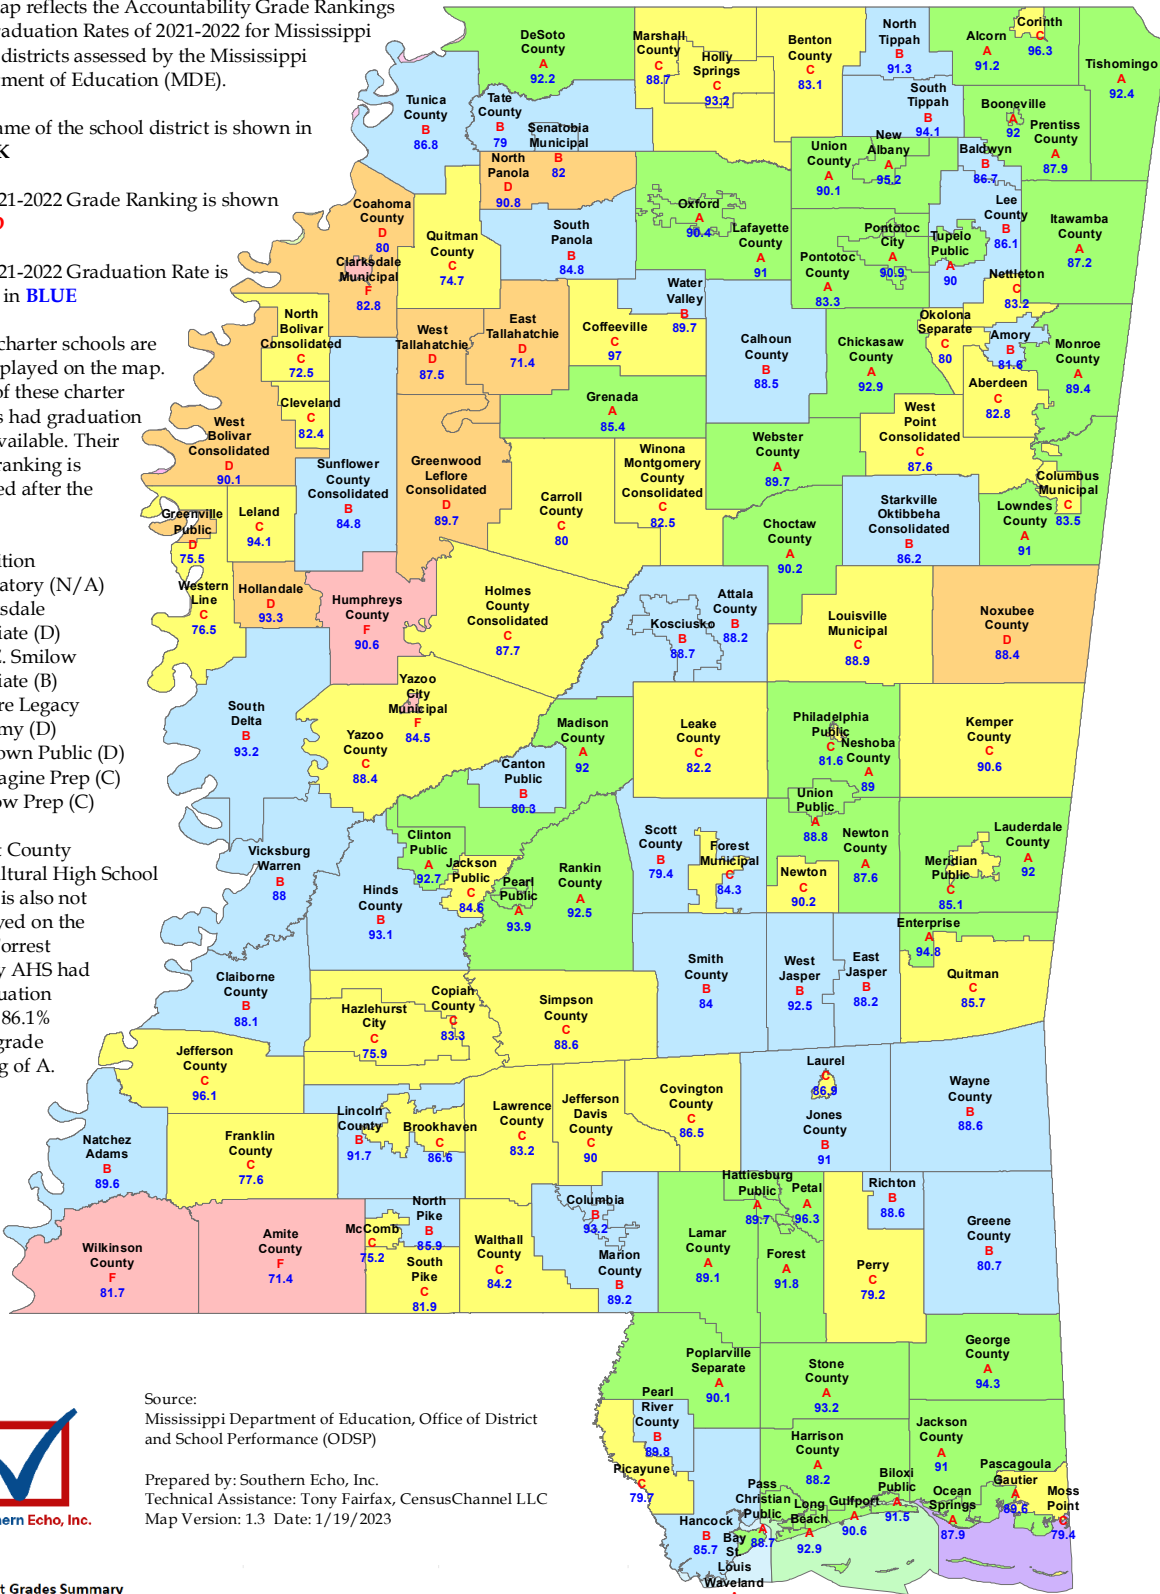 ap reflects the Accountability Grade Rankings
raduation Rates of 2021-2022 for Mississippi
districts assessed by the Mississippi
ment of Education (MDE).
ame of the school district is shown in
K
21-2022 Grade Ranking is shown
D
21-2022 Graduation Rate is
in BLUE
charter schools are
played on the map.
of these charter
s had graduation
vailable. Their
ranking is
ed after the
ition
atory (N/A)
sdale
iate (D)
E. Smilow
iate (B)
re Legacy
my (D)
own Public (D)
agine Prep (C)
ow Prep (C)
t County
ltural High School
is also not
yed on the
Forrest
y AHS had
uation
86.1%
grade
g of A.
DeSoto
County
A
92.2
Marshall
County
C
88.7
Holly
Springs
C
93.2
Benton
County
C
83.1
North
Tippah
B
91.3
Alcorn
A
91.2
Corinth
C
96.3
Tishomingo
A
92.4
Tunica
County
B
86.8
Tate
County
B
79
Senatobia
Municipal
B
82
South
Tippah
B
94.1
Booneville
A
92
Prentiss
County
A
87.9
North
Panola
D
90.8
Union
County
A
90.1
New
Albany
A
95.2
Baldwyn
B
86.7
Coahoma
County
D
80
Clarksdale
Municipal
F
82.8
Quitman
County
C
74.7
South
Panola
B
84.8
Oxford
A
90.4
Lafayette
County
A
91
Pontotoc
City
A
90.9
Pontotoc
County
A
83.3
Tupelo
Public
A
90
Lee
County
B
86.1
Itawamba
County
A
87.2
Nettleton
C
83.2
Water
Valley
B
89.7
North
Bolivar
Consolidated
C
72.5
West
Tallahatchie
D
87.5
East
Tallahatchie
D
71.4
Coffeeville
C
97
Calhoun
County
B
88.5
Chickasaw
County
A
92.9
Okolona
Separate
C
80
Amory
B
81.6
Monroe
County
A
89.4
Aberdeen
C
82.8
Cleveland
C
82.4
West
Bolivar
Consolidated
D
90.1
Grenada
A
85.4
West
Point
Consolidated
C
87.6
Sunflower
County
Consolidated
B
84.8
Greenwood
Leflore
Consolidated
D
89.7
Carroll
County
C
80
Winona
Montgomery
County
Consolidated
C
82.5
Webster
County
A
89.7
Columbus
Municipal
C
83.5
Greenville
Public
D
75.5
Leland
C
94.1
Choctaw
County
A
90.2
Starkville
Oktibbeha
Consolidated
B
86.2
Lowndes
County
A
91
Western
Line
C
76.5
Hollandale
D
93.3
Humphreys
County
F
90.6
Holmes
County
Consolidated
C
87.7
Attala
County
B
88.2
Kosciusko
B
88.7
Louisville
Municipal
C
88.9
Noxubee
County
D
88.4
South
Delta
B
93.2
Yazoo
City
Municipal
F
84.5
Yazoo
County
C
88.4
Madison
County
A
92
Canton
Public
B
80.3
Leake
County
C
82.2
Philadelphia
Public
C
81.6
Neshoba
County
A
89
Kemper
County
C
90.6
Union
Public
A
88.8
Vicksburg
Warren
B
88
Clinton
Public
A
92.7
Jackson
Public
C
84.6
Pearl
Public
A
93.9
Rankin
County
A
92.5
Scott
County
B
79.4
Forest
Municipal
C
84.3
Newton
C
90.2
Newton
County
A
87.6
Meridian
Public
C
85.1
Lauderdale
County
A
92
Hinds
County
B
93.1
Enterprise
A
94.8
Claiborne
County
B
88.1
Smith
County
B
84
West
Jasper
B
92.5
East
Jasper
B
88.2
Quitman
C
85.7
Hazlehurst
City
C
75.9
Copiah
County
C
83.3
Simpson
County
C
88.6
Jefferson
County
C
96.1
Laurel
C
86.9
Jones
County
B
91
Wayne
County
B
88.6
Natchez
Adams
B
89.6
Franklin
County
C
77.6
Lincoln
County
B
91.7
Brookhaven
C
86.6
Lawrence
County
C
83.2
Jefferson
Davis
County
C
90
Covington
County
C
86.5
Wilkinson
County
F
81.7
Amite
County
F
71.4
McComb
C
75.2
North
Pike
B
85.9
South
Pike
C
81.9
Walthall
County
C
84.2
Columbia
B
93.2
Marion
County
B
89.2
Hattiesburg
Public
A
89.7
Petal
A
96.3
Lamar
County
A
89.1
Forest
A
91.8
Richton
B
88.6
Perry
C
79.2
Greene
County
B
80.7
Poplarville
Separate
A
90.1
Stone
County
A
93.2
George
County
A
94.3
Pearl
River
County
B
89.8
Picayune
C
79.7
Harrison
County
A
88.2
Jackson
County
A
91
Hancock
B
85.7
Bay
St.
Louis
Waveland
Pass
Christian
Public
A
88.7
Long
Beach
A
92.9
Gulfport
A
90.6
Biloxi
Public
A
91.5
Ocean
Springs
A
87.9
Pascagoula
Gautier
A
89.6
Moss
Point
C
79.4
Source:
Mississippi Department of Education, Office of District
and School Performance (ODSP)
Prepared by: Southern Echo, Inc.
Technical Assistance: Tony Fairfax, CensusChannel LLC
Map Version: 1.3 Date: 1/19/2023
ern Echo, Inc.
t Grades Summary